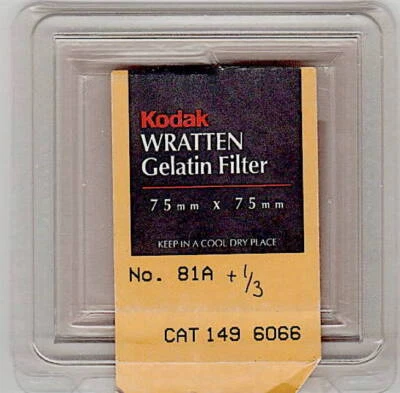 Kodak
WRATTEN
Gelatin Filter
75mm x 75mm
KEEP IN A COOL DRY PLACE
No. 81A + 1/3
CAT 149 6066